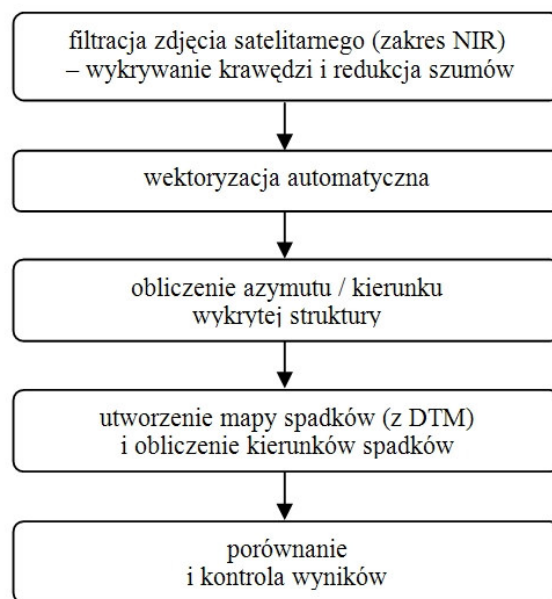 filtracja zdjęcia satelitarnego (zakres NIR)
– wykrywanie krawędzi i redukcja szumów
wektoryzacja automatyczna
obliczenie azymutu / kierunku
wykrytej struktury
utworzenie mapy spadków (z DTM)
i obliczenie kierunków spadków
porównanie
i kontrola wyników